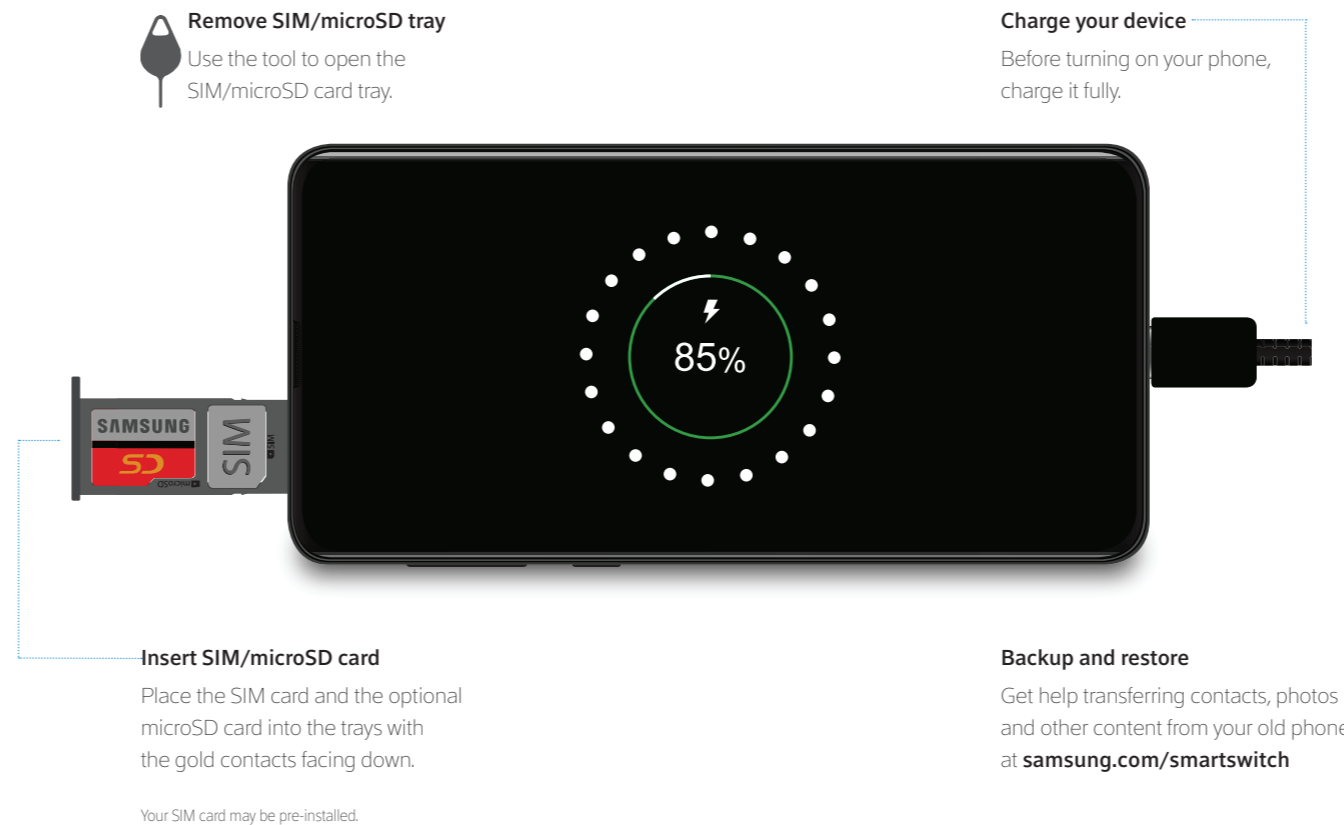 Remove SIM/microSD tray
Use the tool to open the
SIM/microSD card tray.
Charge your device
Before turning on your phone,
charge it fully.
85%
SAMSUNG
SIM
microSD
Insert SIM/microSD card
Place the SIM card and the optional
microSD card into the trays with
the gold contacts facing down.
Your SIM card may be pre-installed.
Backup and restore
Get help transferring contacts, photos
and other content from your old phone
at samsung.com/smartswitch